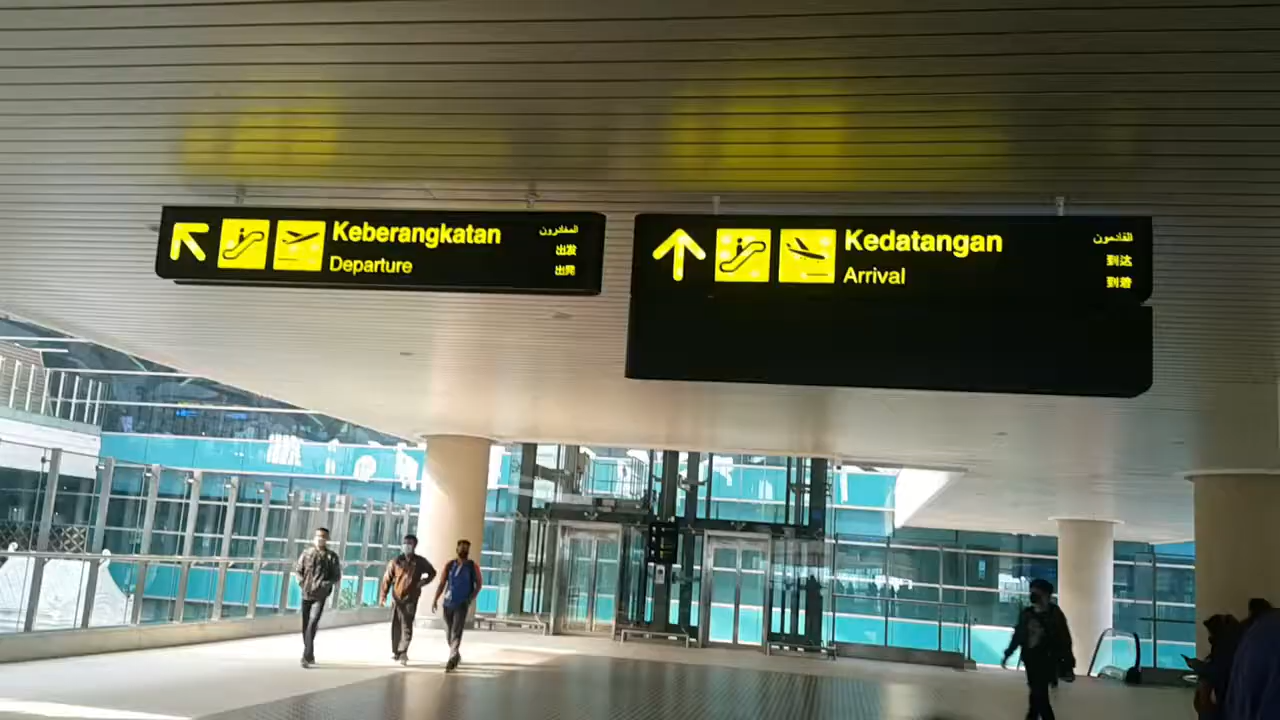 Keberangkatan
Departure
المغادرون
出发
出発
Kedatangan
Arrival
القادمون
到达
到着